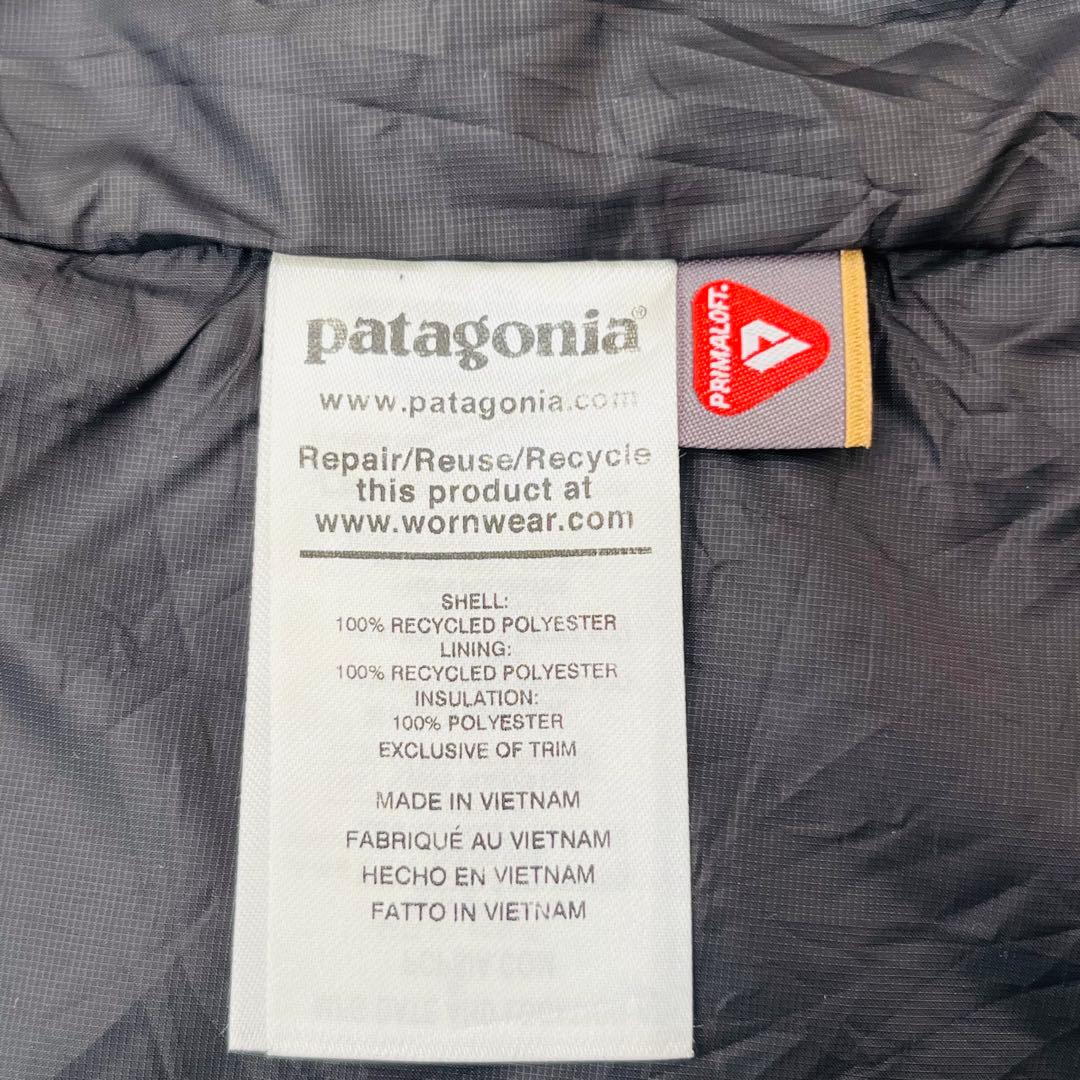 patagonia®
www.patagonia.com
Repair/Reuse/Recycle
this product at
www.wornwear.com
SHELL:
100% RECYCLED POLYESTER
LINING:
100% RECYCLED POLYESTER
INSULATION:
100% POLYESTER
EXCLUSIVE OF TRIM
MADE IN VIETNAM
FABRIQUÉ AU VIETNAM
HECHO EN VIETNAM
FATTO IN VIETNAM
PRIMALOFT®